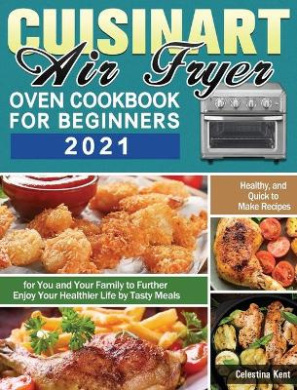 CUISINART
Air Fryer
OVEN COOKBOOK
FOR BEGINNERS
2021
Healthy, and
Quick to
Make Recipes
for You and Your Family to Further
Enjoy Your Healthier Life by Tasty Meals
Celestina Kent